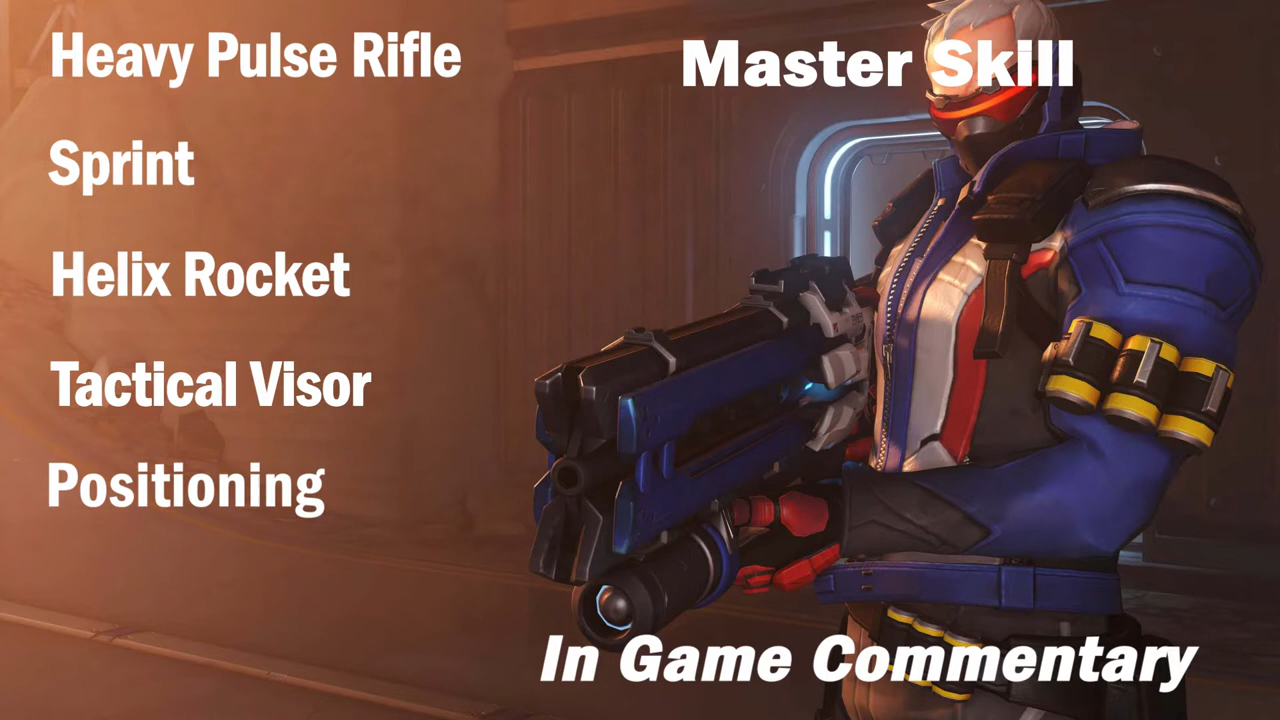 Heavy Pulse Rifle
Sprint
Helix Rocket
Tactical Visor
Positioning
Master Skill
In Game Commentary